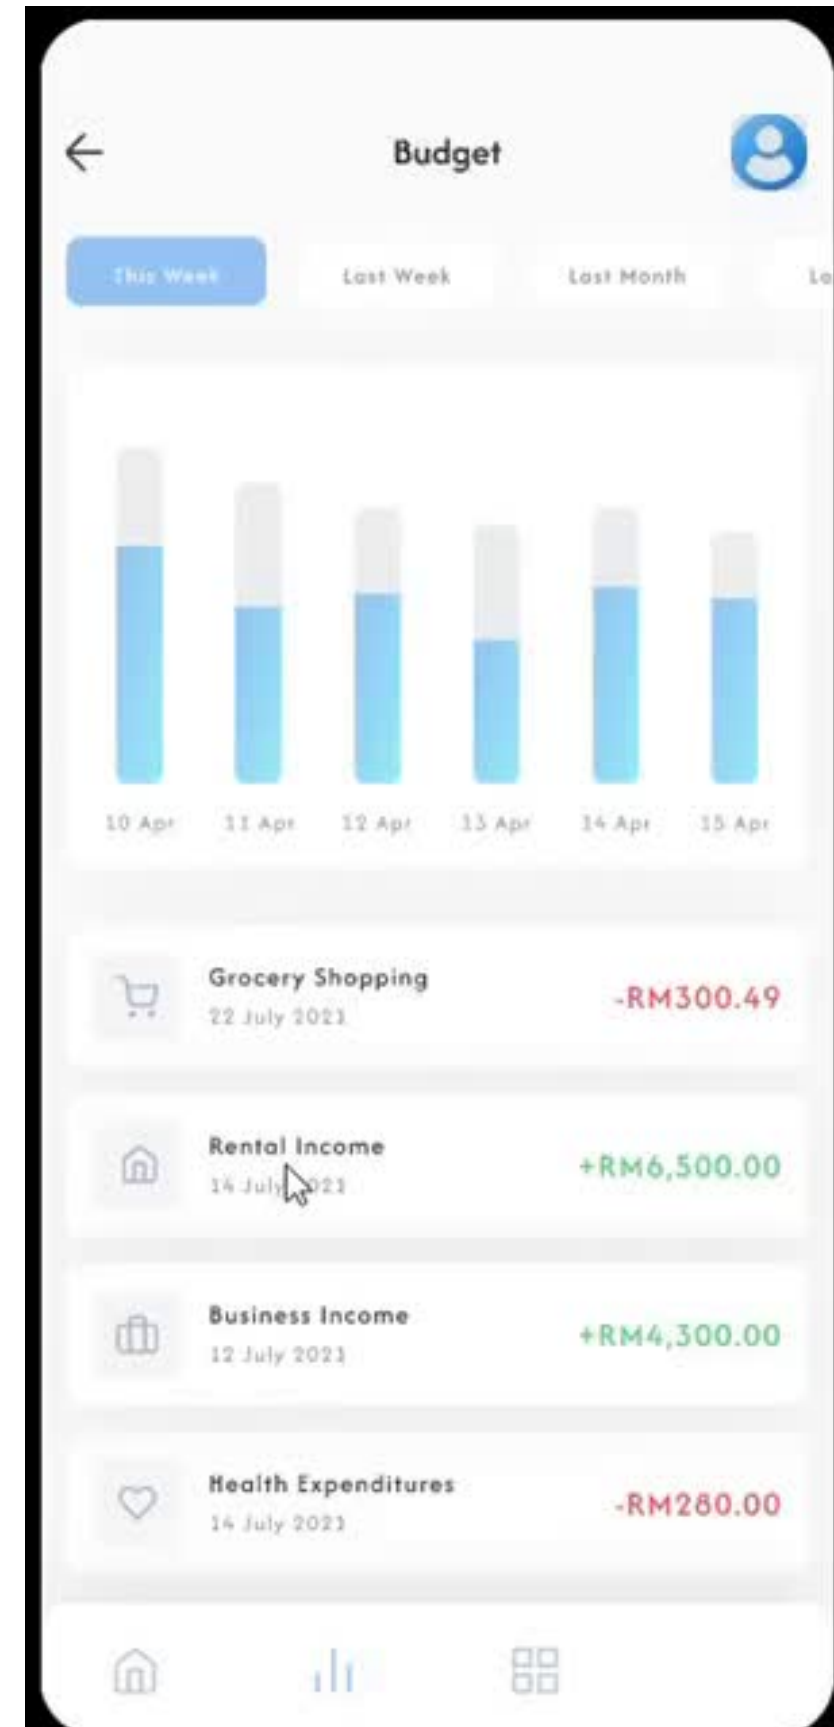 Budget
This Week
Last Week
Last Month
Lo
10 Apr
11 Apr
12 Apr
13 Apr
14 Apr
15 Apr
Grocery Shopping
-RM300.49
22 July 2021
Rental Income
+RM6,500.00
14 July 2021
Business Income
+RM4,300.00
12 July 2021
Health Expenditures
-RM280.00
14 July 2021